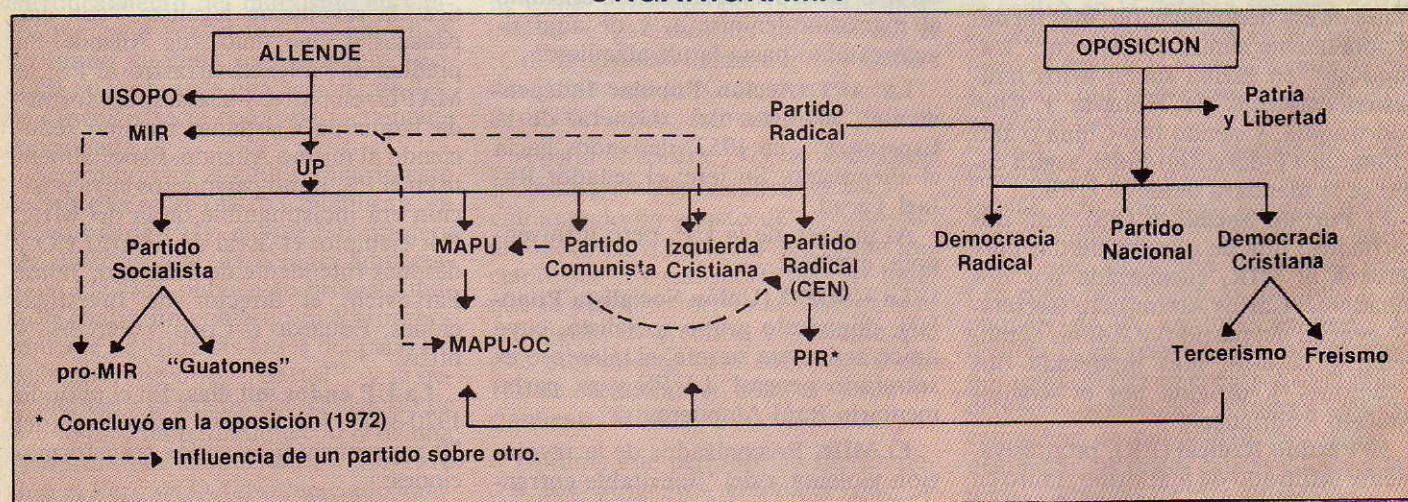 ALLENDE
OPOSICION
USOPO
MIR
UP
Partido
Radical
Patria
y Libertad
Partido
Socialista
MAPU
Partido
Comunista
Izquierda
Cristiana
Partido
Radical
(CEN)
Democracia
Radical
Partido
Nacional
Democracia
Cristiana
pro-MIR
"Guatones"
MAPU-OC
PIR*
Tercerismo
Freísmo
* Concluyó en la oposición (1972)
Influencia de un partido sobre otro.